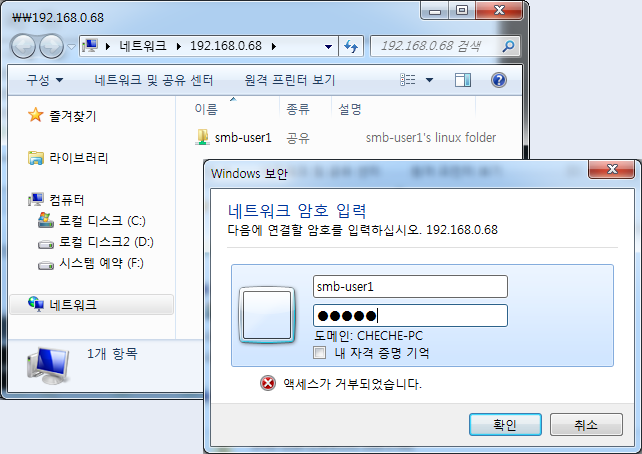 ₩₩192.168.0.68
네트워크 192.168.0.68
192.168.0.68 검색
구성 네트워크 및 공유 센터 원격 프린터 보기
이름 종류 설명
즐겨찾기
smb-user1 공유 smb-user1's linux folder
라이브러리
컴퓨터
로컬 디스크 (C:)
로컬 디스크2 (D:)
시스템 예약 (F:)
네트워크
1개 항목
Windows 보안
네트워크 암호 입력
다음에 연결할 암호를 입력하십시오. 192.168.0.68
smb-user1
●●●●●
도메인: CHECHE-PC
내 자격 증명 기억
액세스가 거부되었습니다.
확인 취소